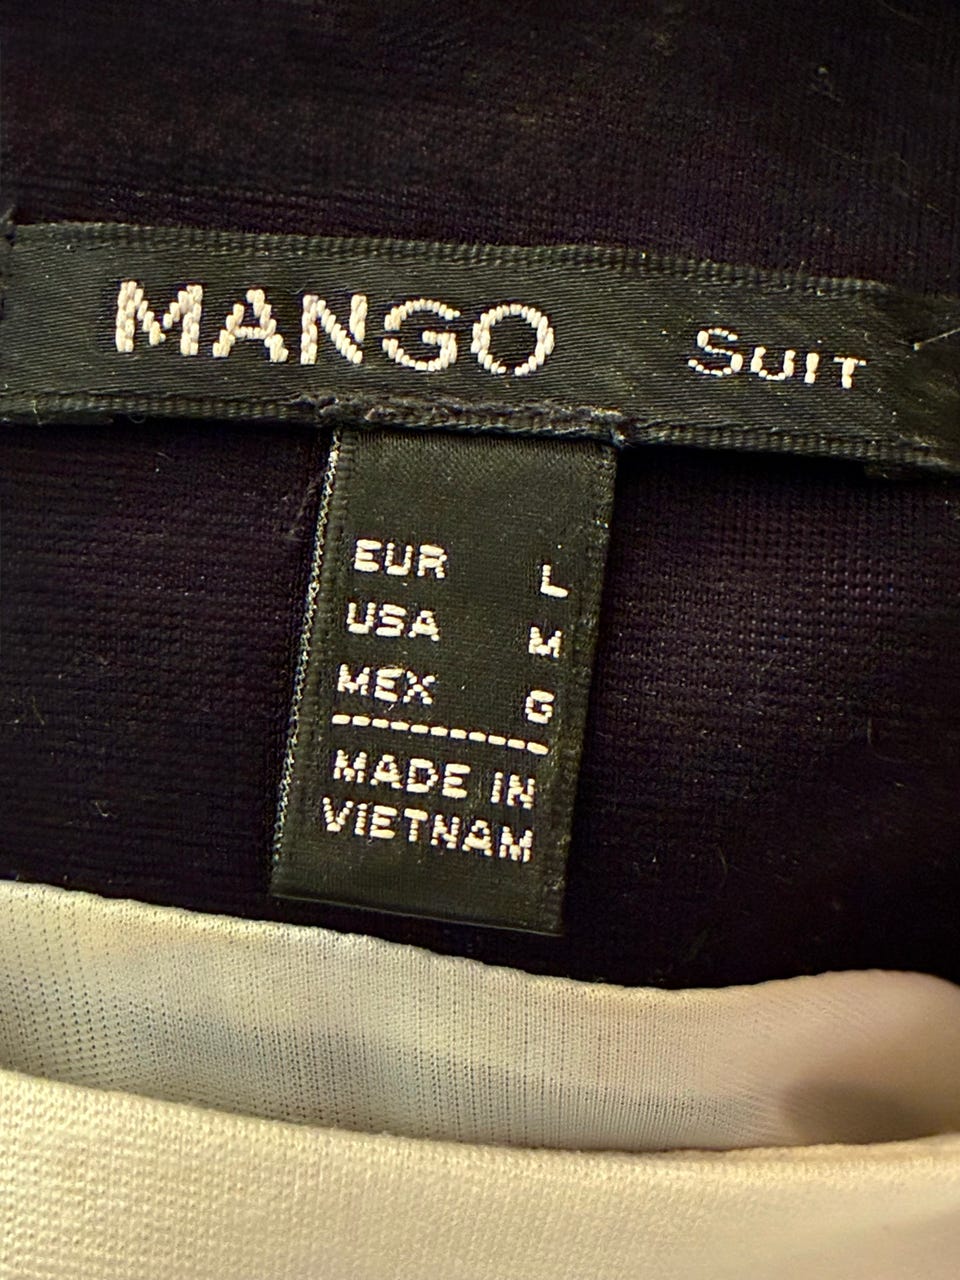 MANGO SUIT
EUR L
USA M
MEX G
MADE IN
VIETNAM